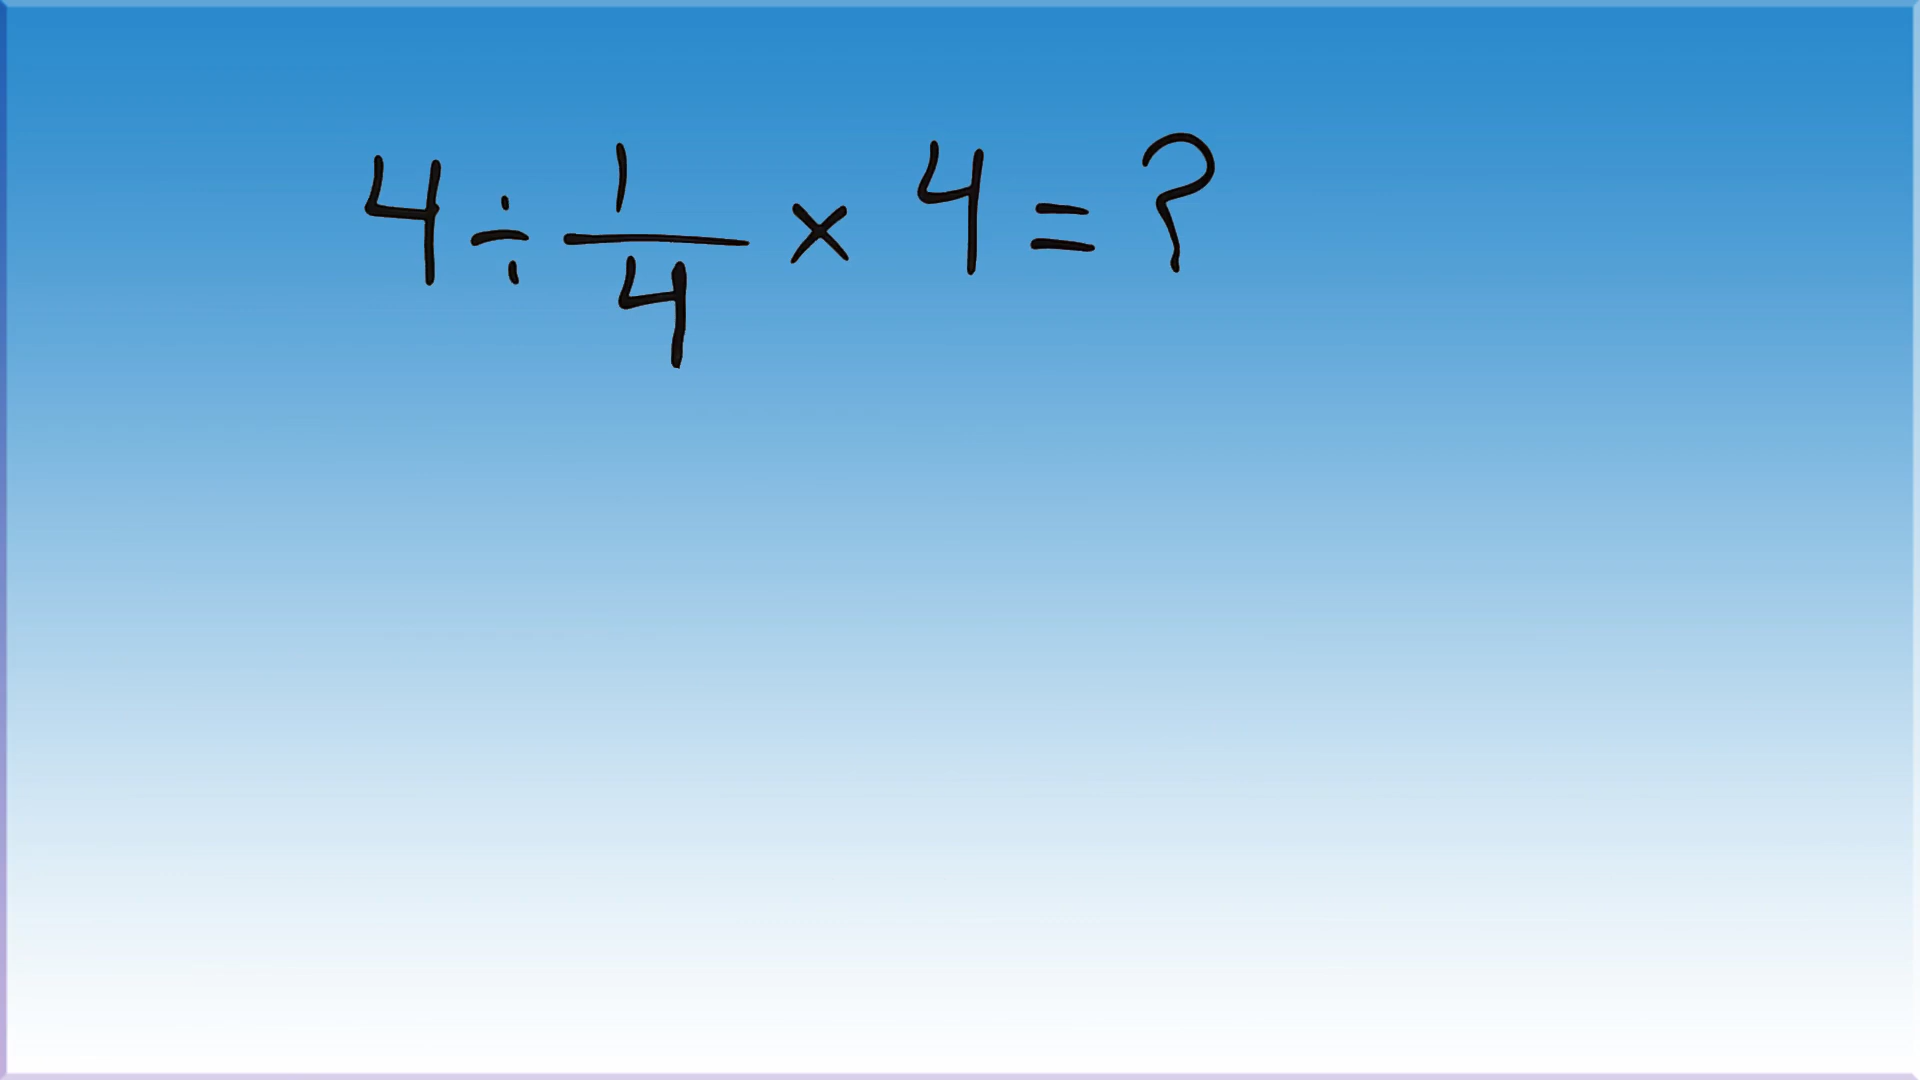 4 ÷ 1/4 × 4 = ?